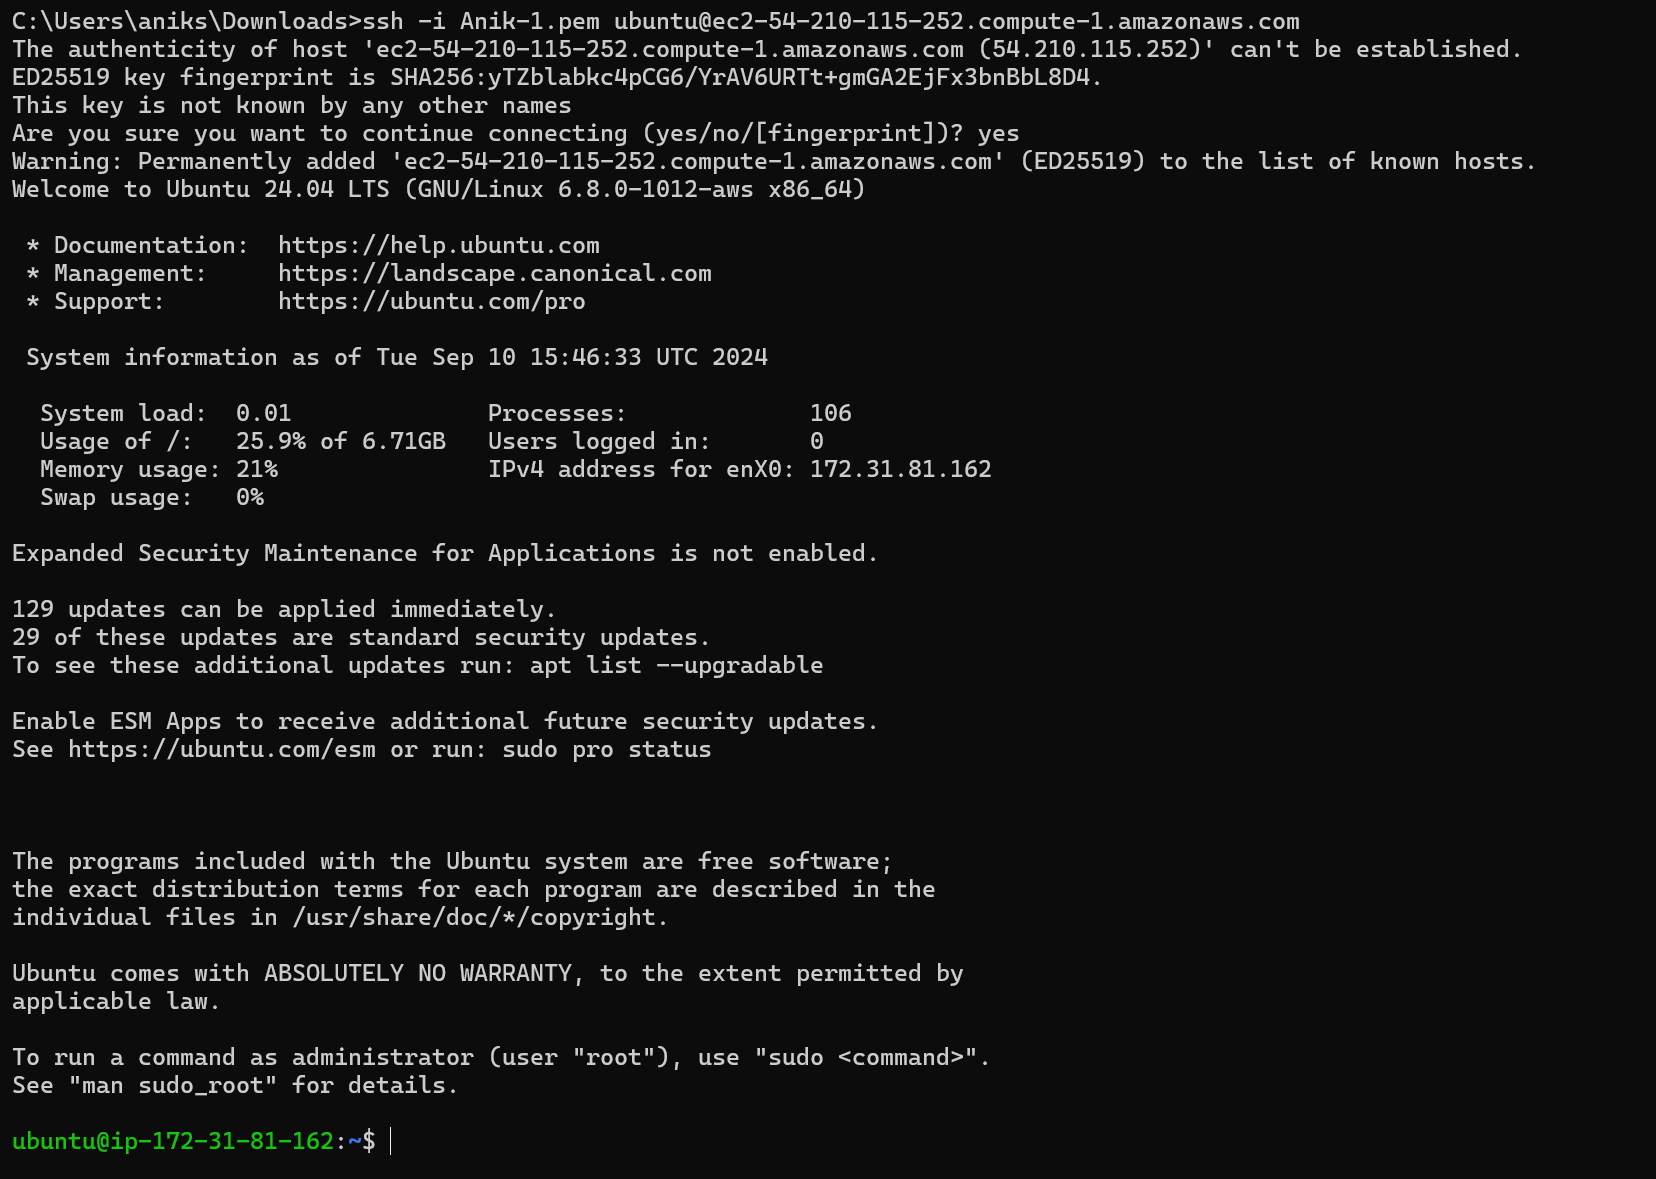 C:\Users\aniks\Downloads>ssh -i Anik-1.pem ubuntu@ec2-54-210-115-252.compute-1.amazonaws.com
The authenticity of host 'ec2-54-210-115-252.compute-1.amazonaws.com (54.210.115.252)' can't be established.
ED25519 key fingerprint is SHA256:yTZblabkc4pCG6/YrAV6URTt+gmGA2EjFx3bnBbL8D4.
This key is not known by any other names
Are you sure you want to continue connecting (yes/no/[fingerprint])? yes
Warning: Permanently added 'ec2-54-210-115-252.compute-1.amazonaws.com' (ED25519) to the list of known hosts.
Welcome to Ubuntu 24.04 LTS (GNU/Linux 6.8.0-1012-aws x86_64)

 * Documentation:  https://help.ubuntu.com
 * Management:     https://landscape.canonical.com
 * Support:        https://ubuntu.com/pro

 System information as of Tue Sep 10 15:46:33 UTC 2024

  System load:  0.01              Processes:             106
  Usage of /:   25.9% of 6.71GB   Users logged in:       0
  Memory usage: 21%               IPv4 address for enX0: 172.31.81.162
  Swap usage:   0%

Expanded Security Maintenance for Applications is not enabled.

129 updates can be applied immediately.
29 of these updates are standard security updates.
To see these additional updates run: apt list --upgradable

Enable ESM Apps to receive additional future security updates.
See https://ubuntu.com/esm or run: sudo pro status

The programs included with the Ubuntu system are free software;
the exact distribution terms for each program are described in the
individual files in /usr/share/doc/*/copyright.

Ubuntu comes with ABSOLUTELY NO WARRANTY, to the extent permitted by
applicable law.

To run a command as administrator (user "root"), use "sudo <command>".
See "man sudo_root" for details.

ubuntu@ip-172-31-81-162:~$